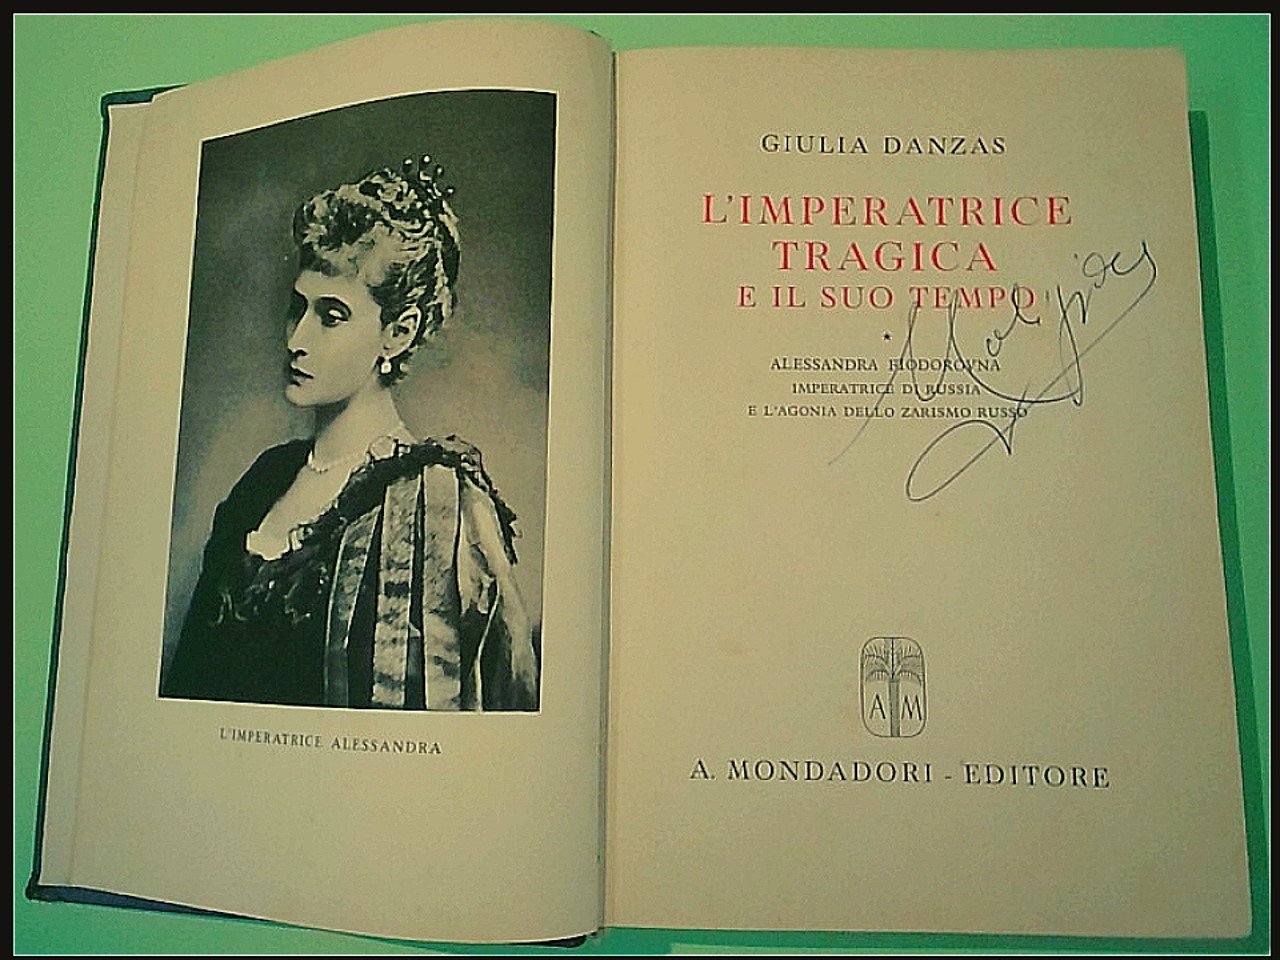 L'IMPERATRICE ALESSANDRA
GIULIA DANZAS
L'IMPERATRICE
TRAGICA
E IL SUO TEMPO
★
ALESSANDRA FIODOROVNA
IMPERATRICE DI RUSSIA
E L'AGONIA DELLO ZARISMO RUSSO
A M
A. MONDADORI - EDITORE